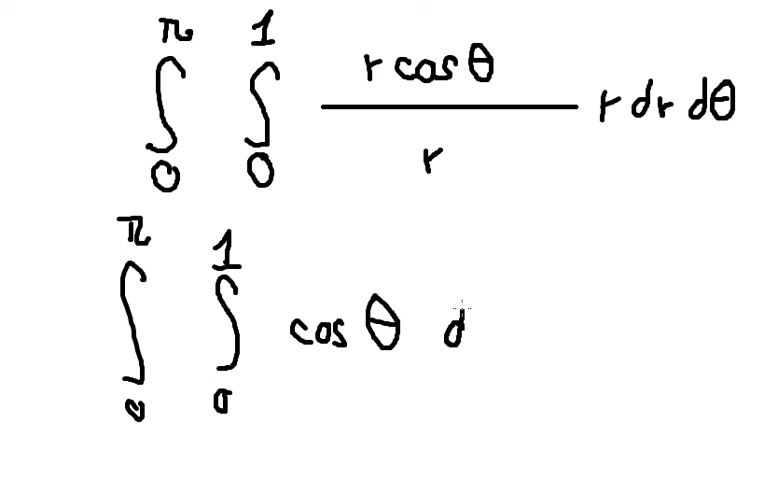 ∫₀^π ∫₀^1 (r cos θ / r) r dr dθ
∫₀^π ∫₀^1 cos θ d